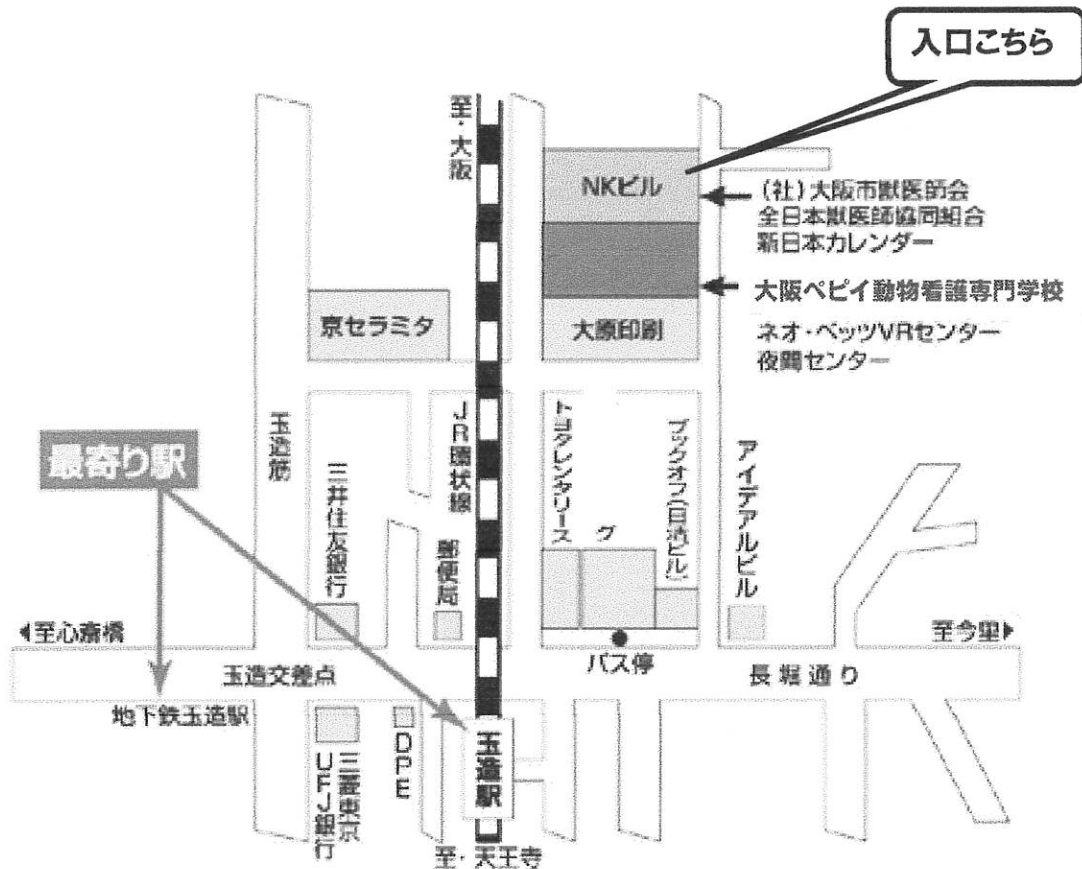 入口こちら
至・大阪
NKビル
(社)大阪市獣医師会
全日本獣医師協同組合
新日本カレンダー
大阪ペピイ動物看護専門学校
京セラミタ
大原印刷
ネオ・ベッツVRセンター
夜間センター
最寄り駅
玉造筋
三井住友銀行
JR環状線
郵便局
トヨタレンタリース
グ
ブックオフ(日進ビル)
アイデアルビル
◀至心斎橋
至今里▶
バス停
玉造交差点
長堀通り
地下鉄玉造駅
三菱東京
UFJ銀行
DPE
玉造駅
至・天王寺